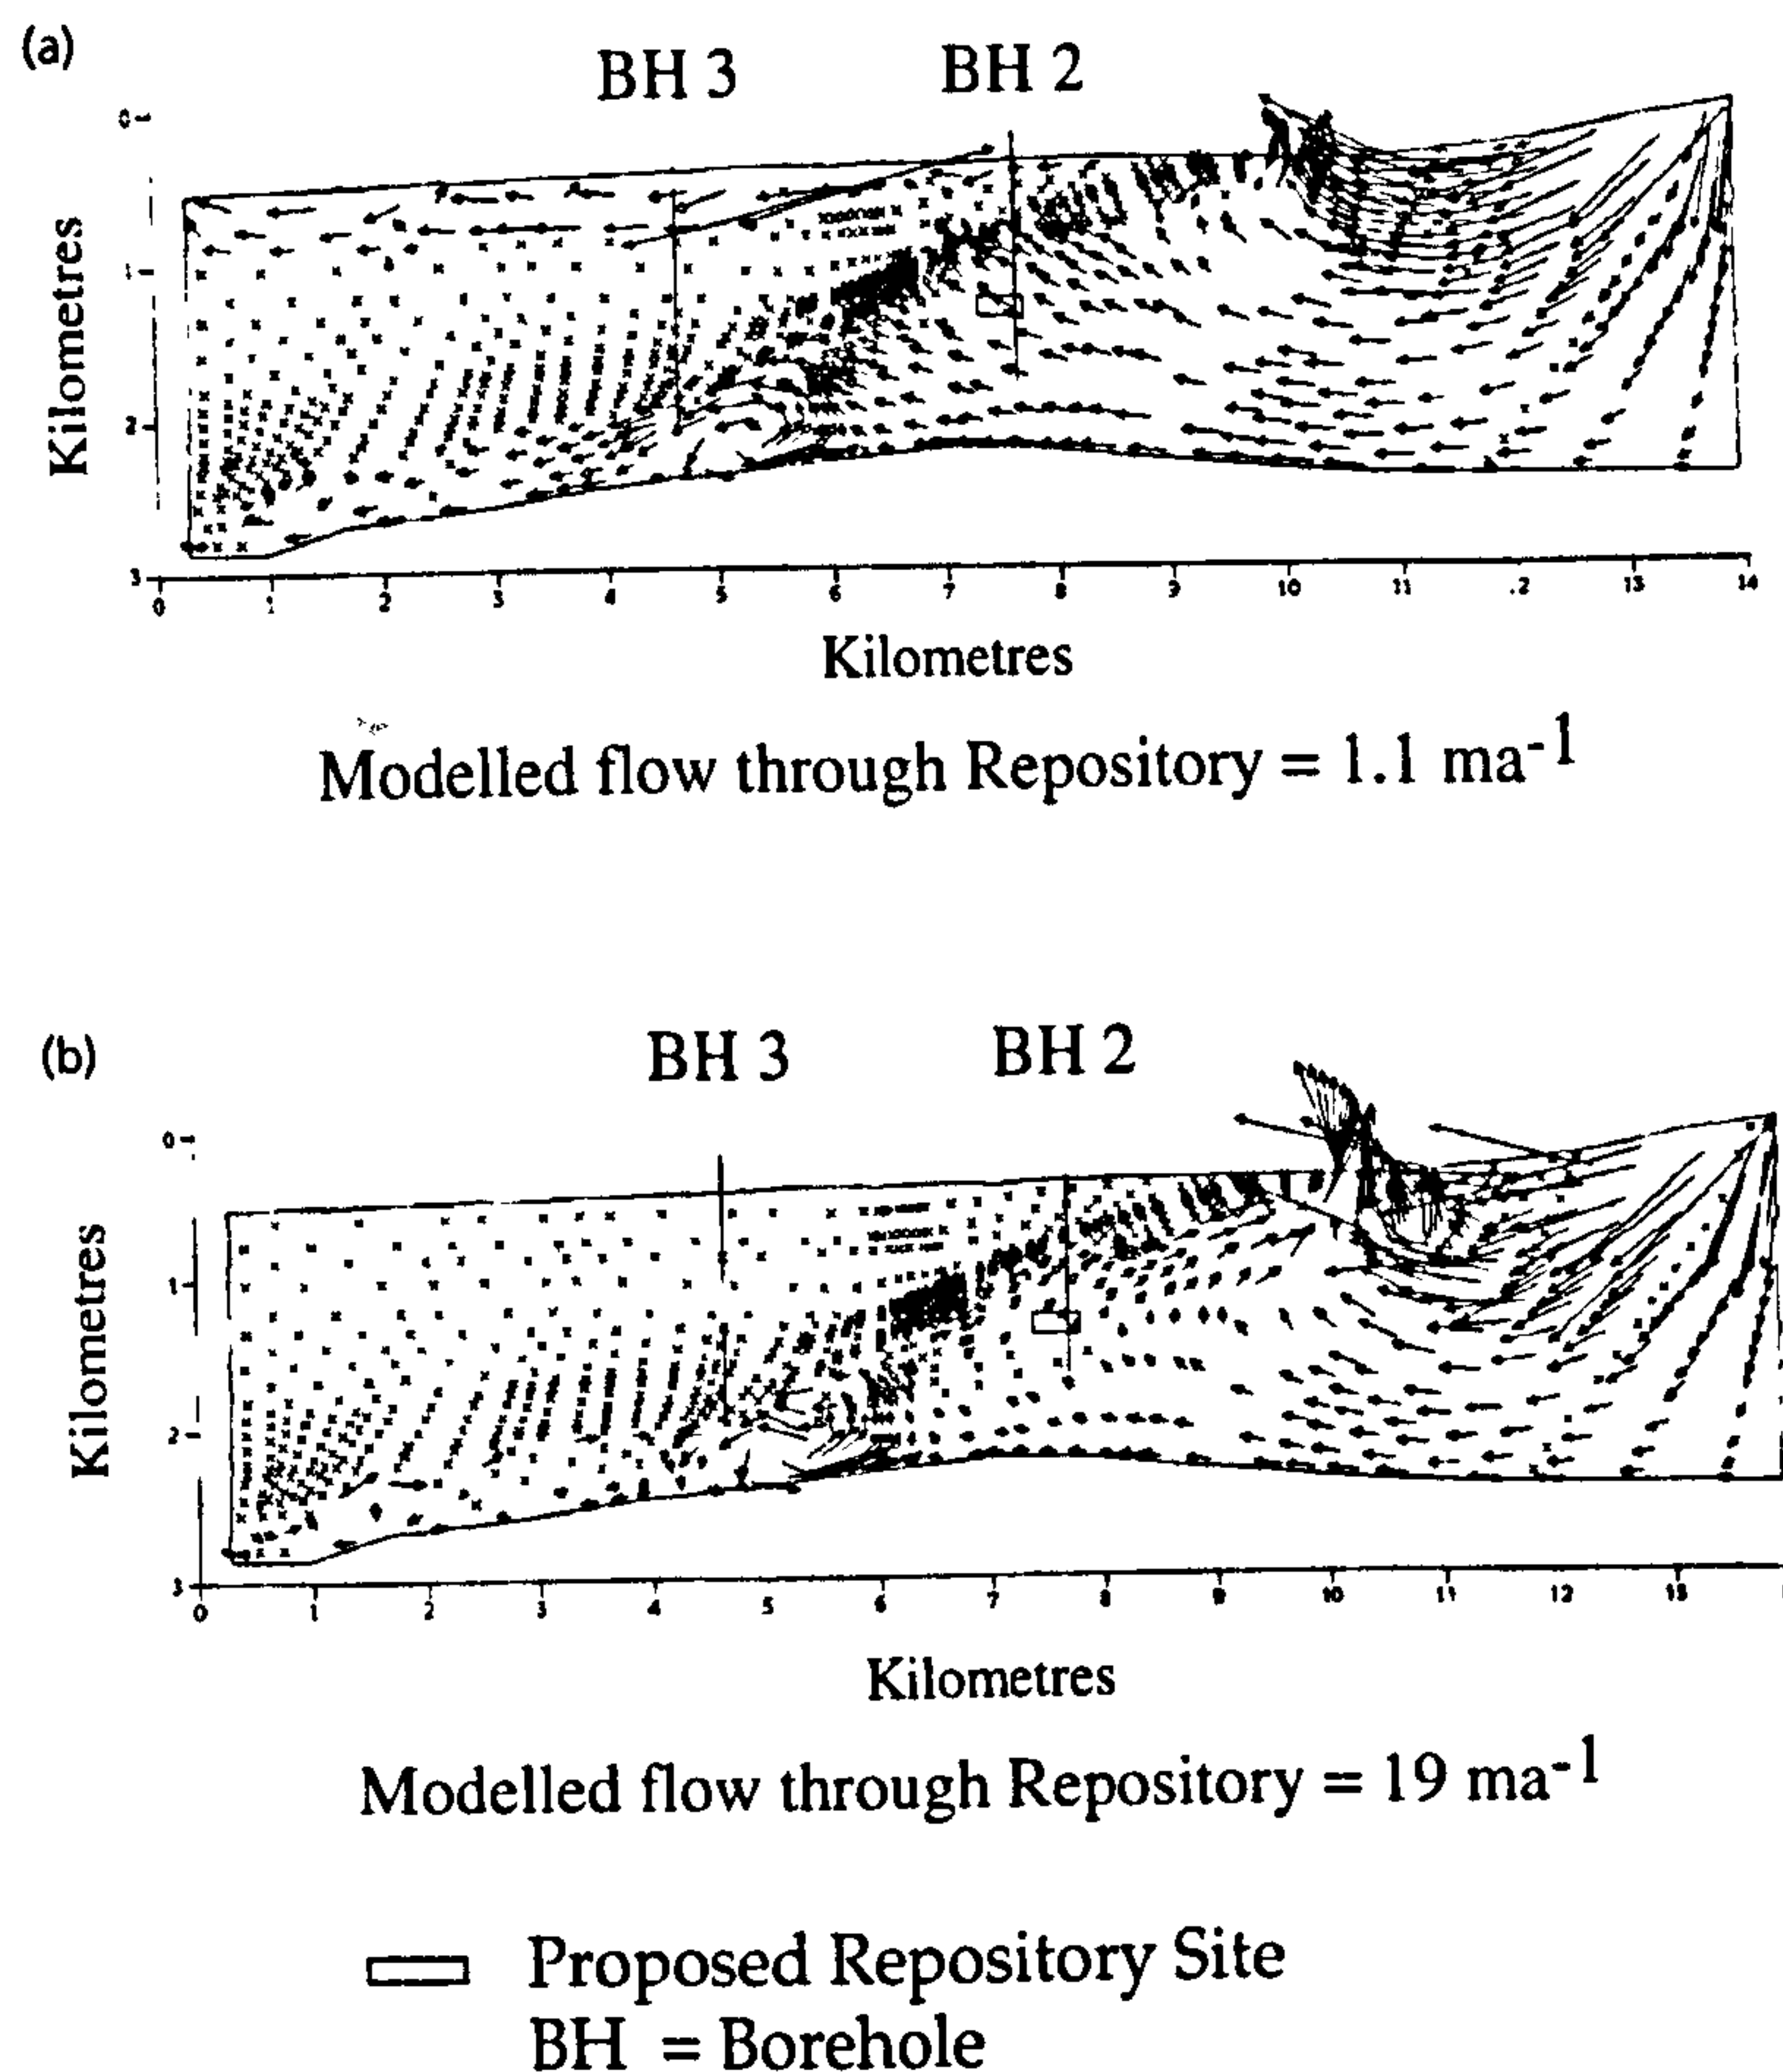 (a)
BH 3 BH 2
0
1
2
3
Kilometres
0 1 2 3 4 5 6 7 8 9 10 11 .2 13 14
Kilometres
Modelled flow through Repository = 1.1 ma-1
(b)
BH 3 BH 2
0
1
2
3
Kilometres
0 1 2 3 4 5 6 7 8 9 10 11 12 13
Kilometres
Modelled flow through Repository = 19 ma-1
Proposed Repository Site
BH = Borehole